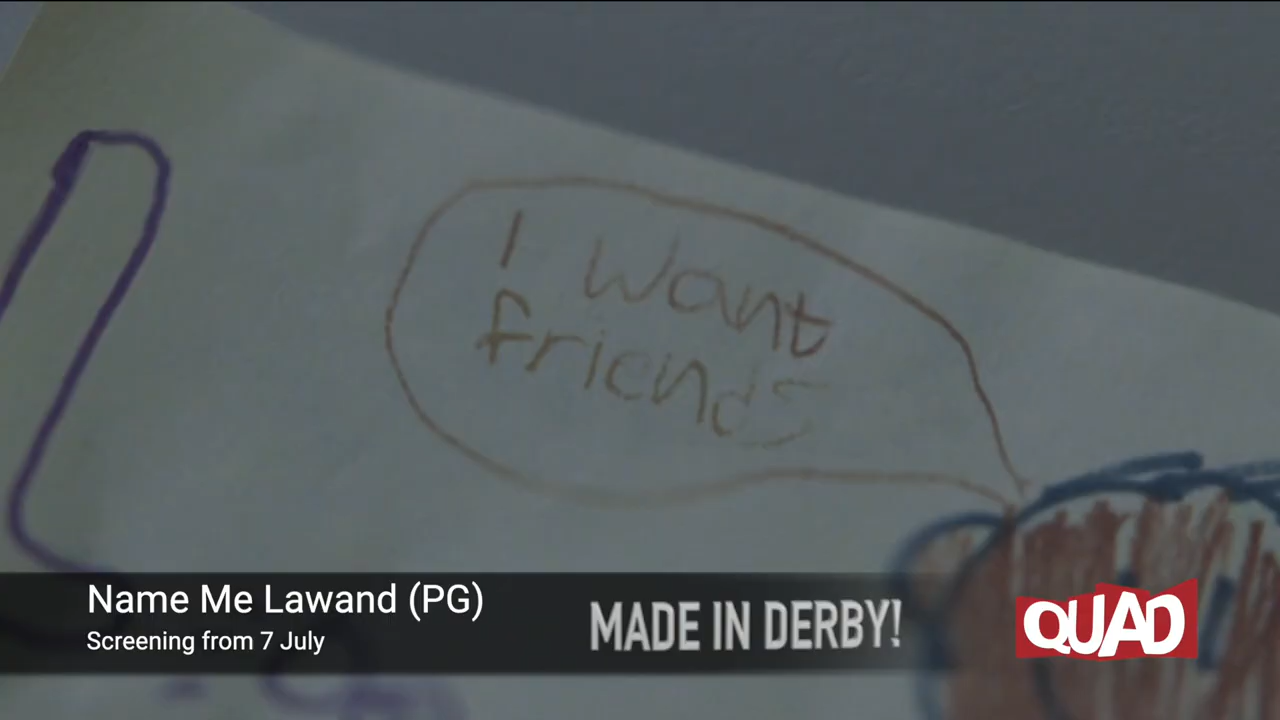 I want
friends
Name Me Lawand (PG)
Screening from 7 July
MADE IN DERBY!
QUAD